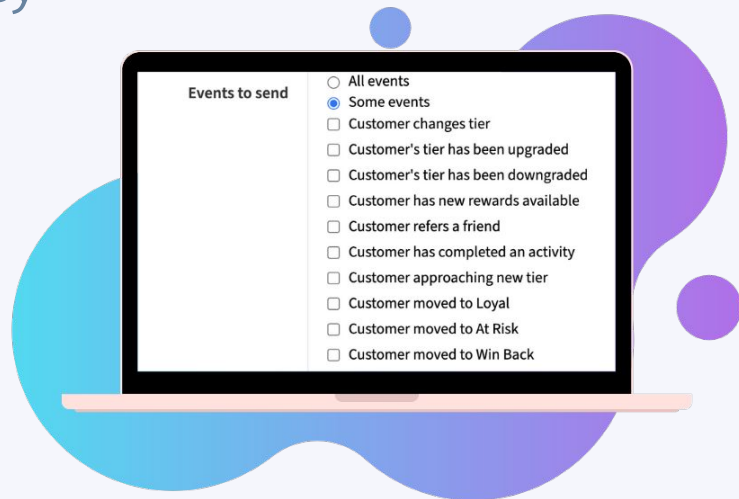 Events to send
All events
Some events
Customer changes tier
Customer's tier has been upgraded
Customer's tier has been downgraded
Customer has new rewards available
Customer refers a friend
Customer has completed an activity
Customer approaching new tier
Customer moved to Loyal
Customer moved to At Risk
Customer moved to Win Back